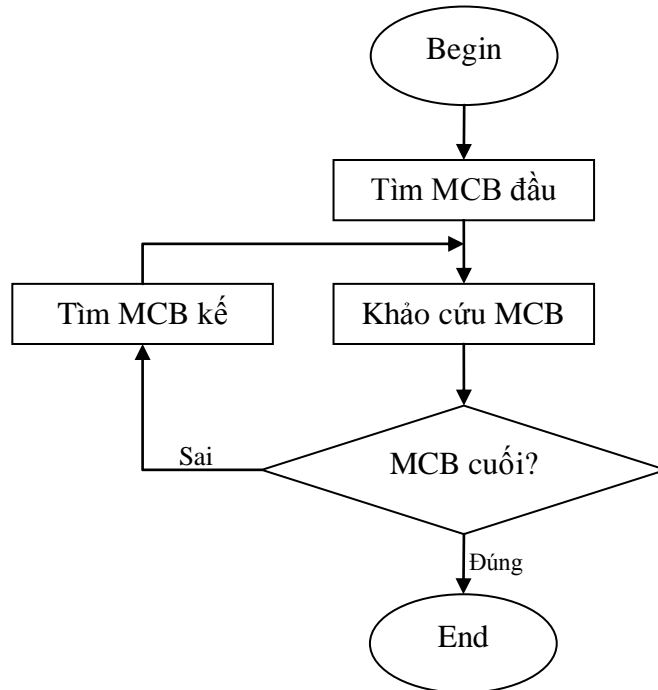 Begin
Tìm MCB đầu
Tìm MCB kế
Khảo cứu MCB
Sai
MCB cuối?
Đúng
End